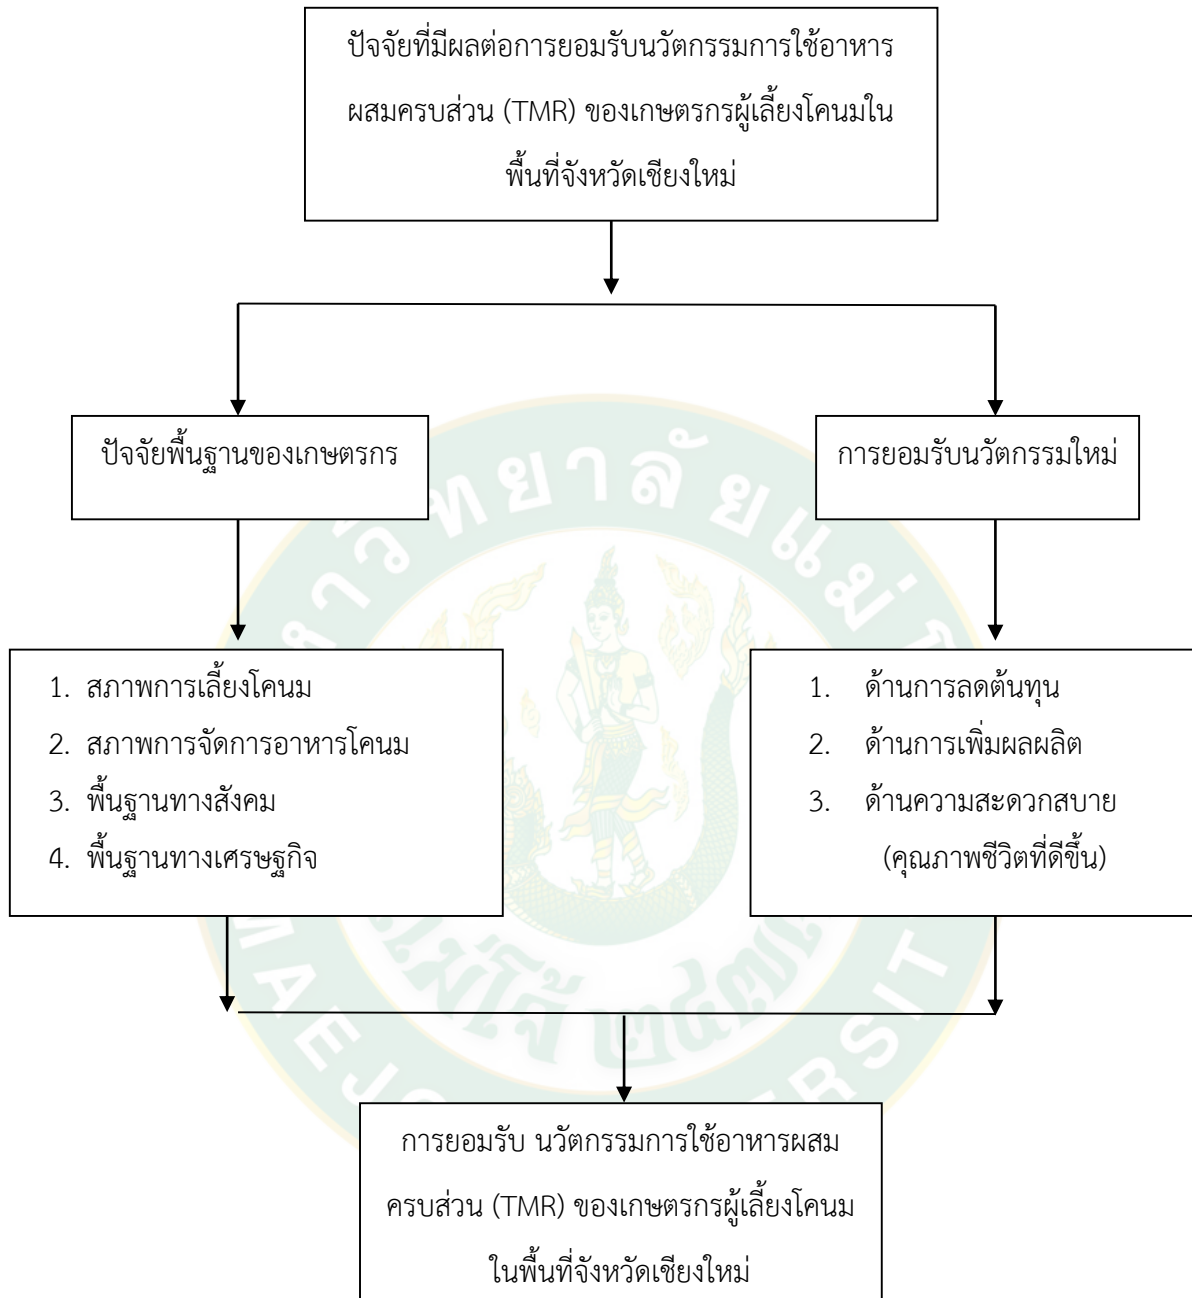 ปัจจัยที่มีผลต่อการยอมรับนวัตกรรมการใช้อาหาร
ผสมครบส่วน (TMR) ของเกษตรกรผู้เลี้ยงโคนมใน
พื้นที่จังหวัดเชียงใหม่
ปัจจัยพื้นฐานของเกษตรกร
การยอมรับนวัตกรรมใหม่
1. สภาพการเลี้ยงโคนม
2. สภาพการจัดการอาหารโคนม
3. พื้นฐานทางสังคม
4. พื้นฐานทางเศรษฐกิจ
1. ด้านการลดต้นทุน
2. ด้านการเพิ่มผลผลิต
3. ด้านความสะดวกสบาย
(คุณภาพชีวิตที่ดีขึ้น)
การยอมรับ นวัตกรรมการใช้อาหารผสม
ครบส่วน (TMR) ของเกษตรกรผู้เลี้ยงโคนม
ในพื้นที่จังหวัดเชียงใหม่